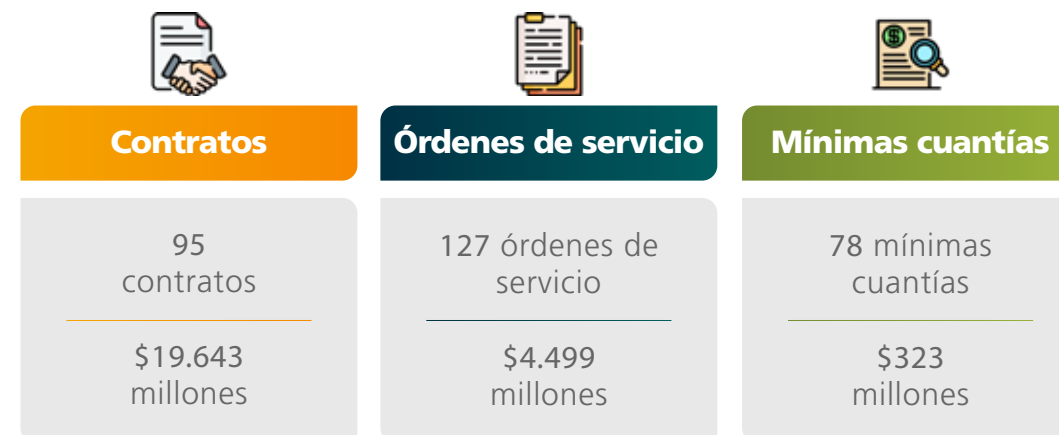 Contratos
95
contratos
$19.643
millones
Órdenes de servicio
127 órdenes de
servicio
$4.499
millones
Mínimas cuantías
78 mínimas
cuantías
$323
millones